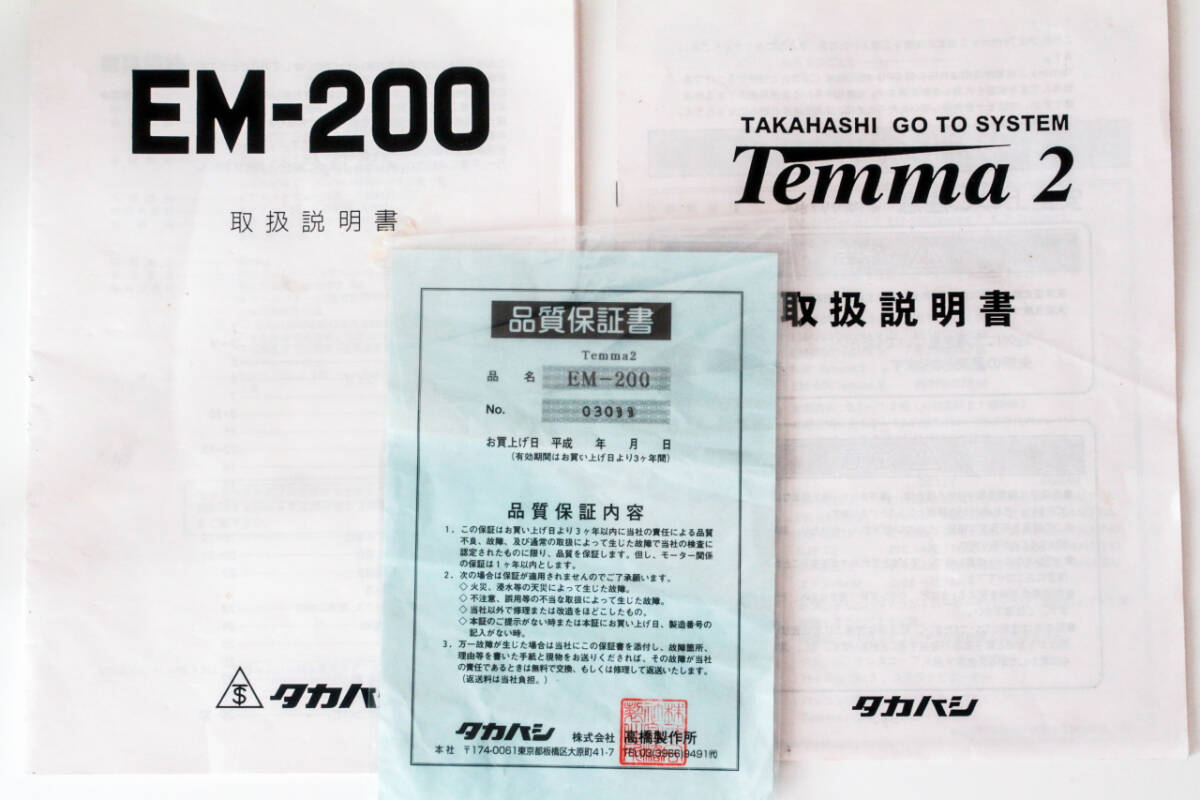 EM-200
取扱説明書
タカハ
TAKAHASHI GO TO SYSTEM
Temma 2
取扱説明書
タカハシ
品質保証書
Temma2
品名 EM-200
No. 03099
お買上げ日 平成 年 月 日
(有効期間はお買い上げ日より3ヶ年間)
品質保証内容
1. この保証はお買い上げ日より3ヶ年以内に当社の責任による品質
不良、故障、及び通常の取扱によって生じた故障で当社の検査に
認定されたものに限り、品質を保証します。但し、モーター関係
の保証は1ヶ年以内とします。
2. 次の場合は保証が適用されませんのでご了承願います。
◇火災、浸水等の天災によって生じた故障。
◇不注意、誤用等の不当な取扱によって生じた故障。
◇当社以外で修理または改造をほどこしたもの。
◇本証のご提示がない時または本証にお買上げ日、製造番号の
記入がない時。
3. 万一故障が生じた場合は当社にこの保証書を添付し、故障箇所、
理由等を書いた手紙と現物をお送りくだされば、その故障が当社
の責任であるときは無料で交換、もしくは修理して返送いたします。
(返送料は当社負担。)
タカハシ 株式会社 高橋製作所
本社 〒174-0061東京都板橋区大原町41-7 TEL03(3966)9491㈹